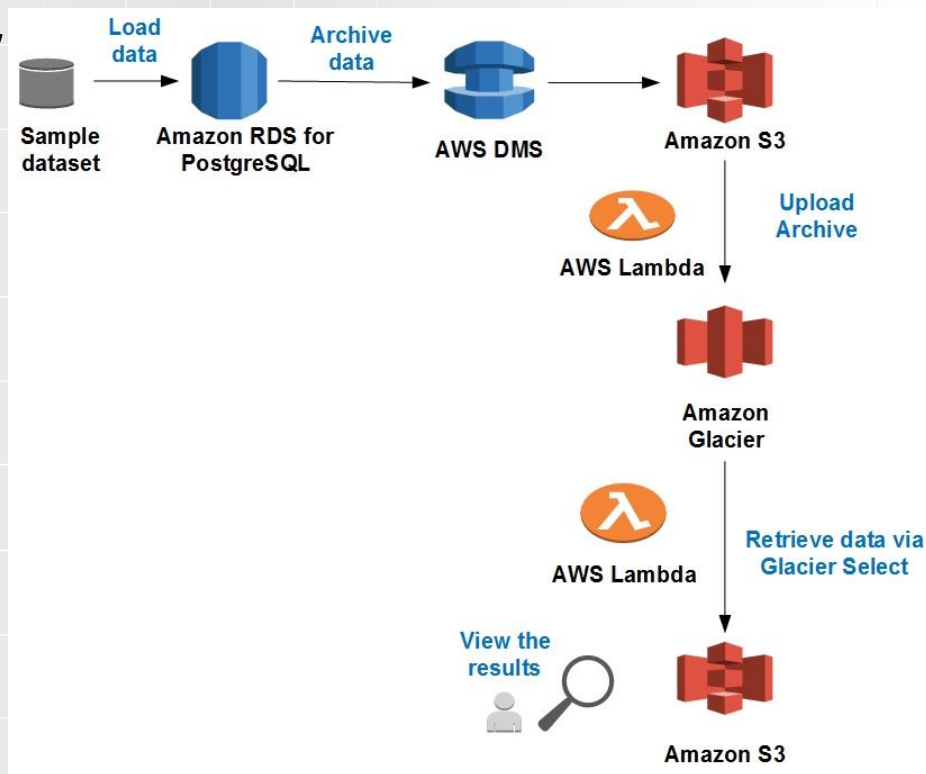 Load
data
Archive
data
Sample
dataset
Amazon RDS for
PostgreSQL
AWS DMS
Amazon S3
Upload
Archive
λ
AWS Lambda
Amazon
Glacier
λ
AWS Lambda
Retrieve data via
Glacier Select
View the
results
Amazon S3